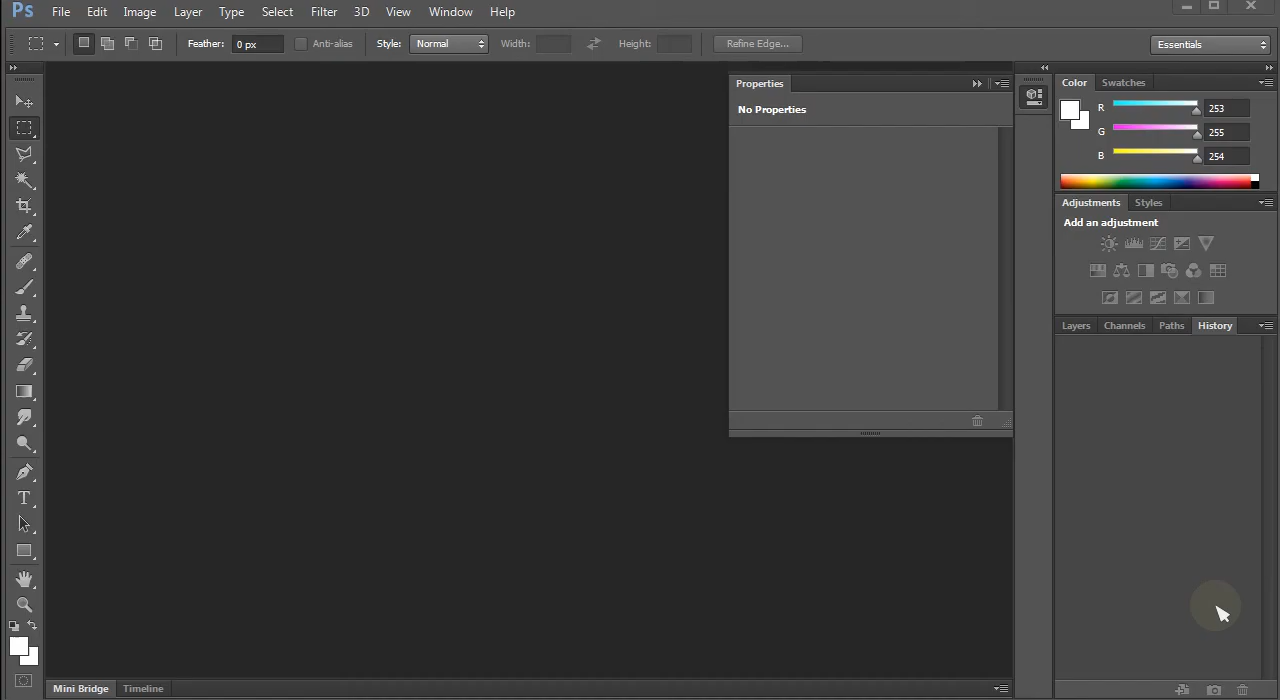 Ps File Edit Image Layer Type Select Filter 3D View Window Help
Feather: 0 px Anti-alias Style: Normal Width: Height: Refine Edge... Essentials
Properties
No Properties
Color Swatches
R 253
G 255
B 254
Adjustments Styles
Add an adjustment
Layers Channels Paths History
T
Mini Bridge Timeline